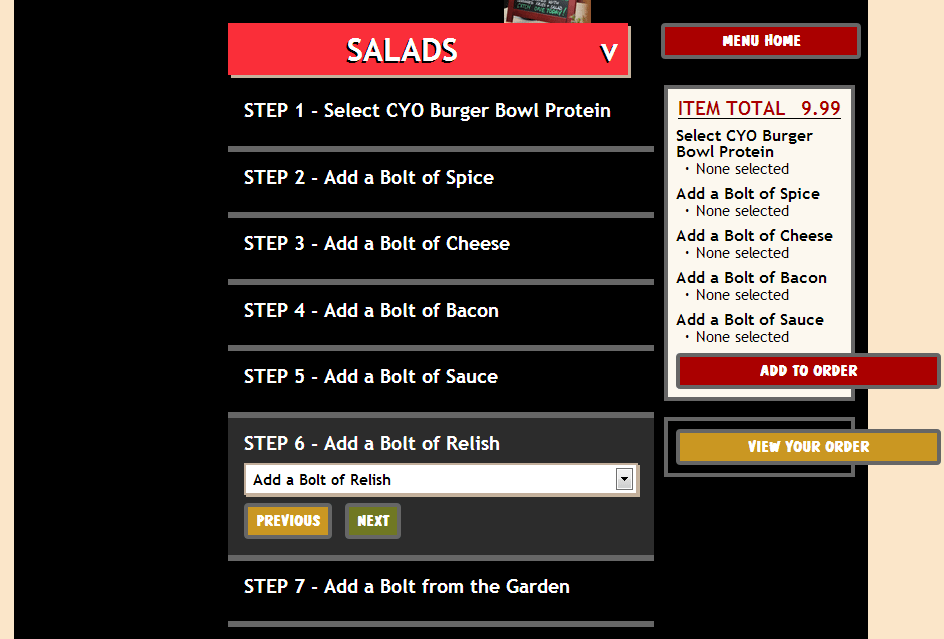 SALADS V
STEP 1 - Select CYO Burger Bowl Protein
STEP 2 - Add a Bolt of Spice
STEP 3 - Add a Bolt of Cheese
STEP 4 - Add a Bolt of Bacon
STEP 5 - Add a Bolt of Sauce
STEP 6 - Add a Bolt of Relish
Add a Bolt of Relish
PREVIOUS NEXT
STEP 7 - Add a Bolt from the Garden
MENU HOME
ITEM TOTAL 9.99
Select CYO Burger
Bowl Protein
· None selected
Add a Bolt of Spice
· None selected
Add a Bolt of Cheese
· None selected
Add a Bolt of Bacon
· None selected
Add a Bolt of Sauce
· None selected
ADD TO ORDER
VIEW YOUR ORDER